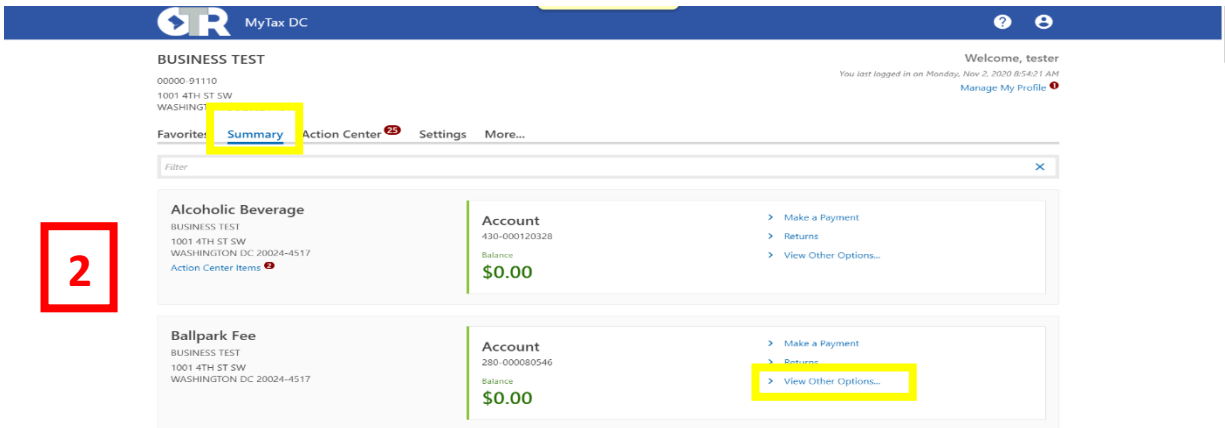 OTR MyTax DC
BUSINESS TEST
Welcome, tester
00000-91110
You last logged in on Monday, Nov 2, 2020 8:54:21 AM
1001 4TH ST SW
Manage My Profile 1
Favorites Summary Action Center 25 Settings More...
Filter
Alcoholic Beverage
BUSINESS TEST
1001 4TH ST SW
WASHINGTON DC 20024-4517
Action Center Items 2
Account
430-000120328
Balance
$0.00
> Make a Payment
> Returns
> View Other Options...
2
Ballpark Fee
BUSINESS TEST
1001 4TH ST SW
WASHINGTON DC 20024-4517
Account
280-000080546
Balance
$0.00
> Make a Payment
> Returns
> View Other Options...